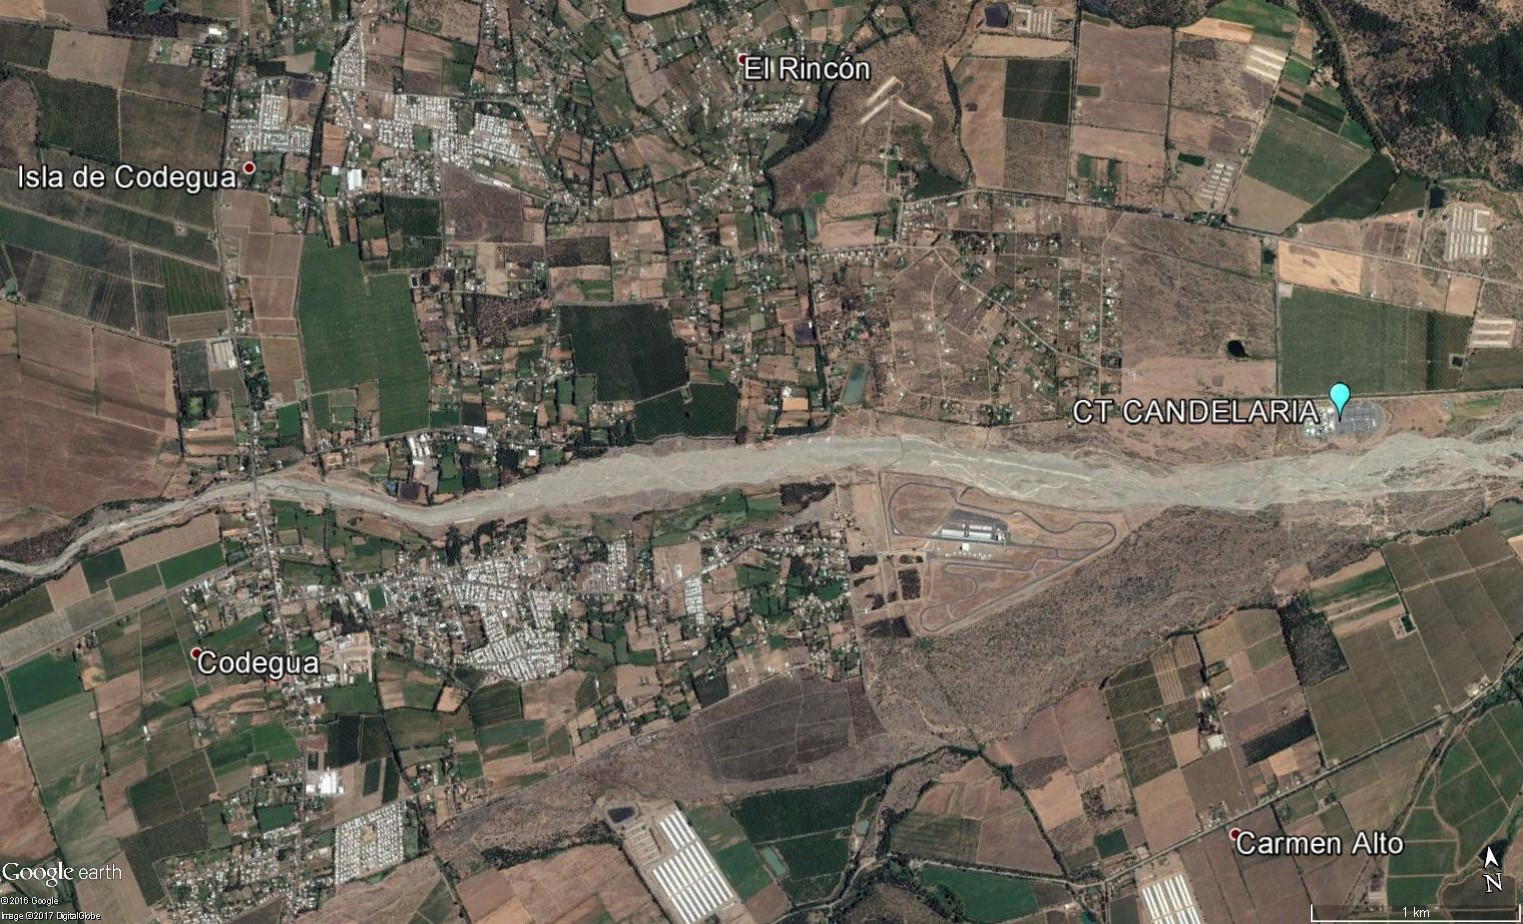 El Rincón
Isla de Codegua
CT CANDELARIA
Codegua
Carmen Alto
Google earth
N
© 2016 Google
Image © 2017 DigitalGlobe
1 km